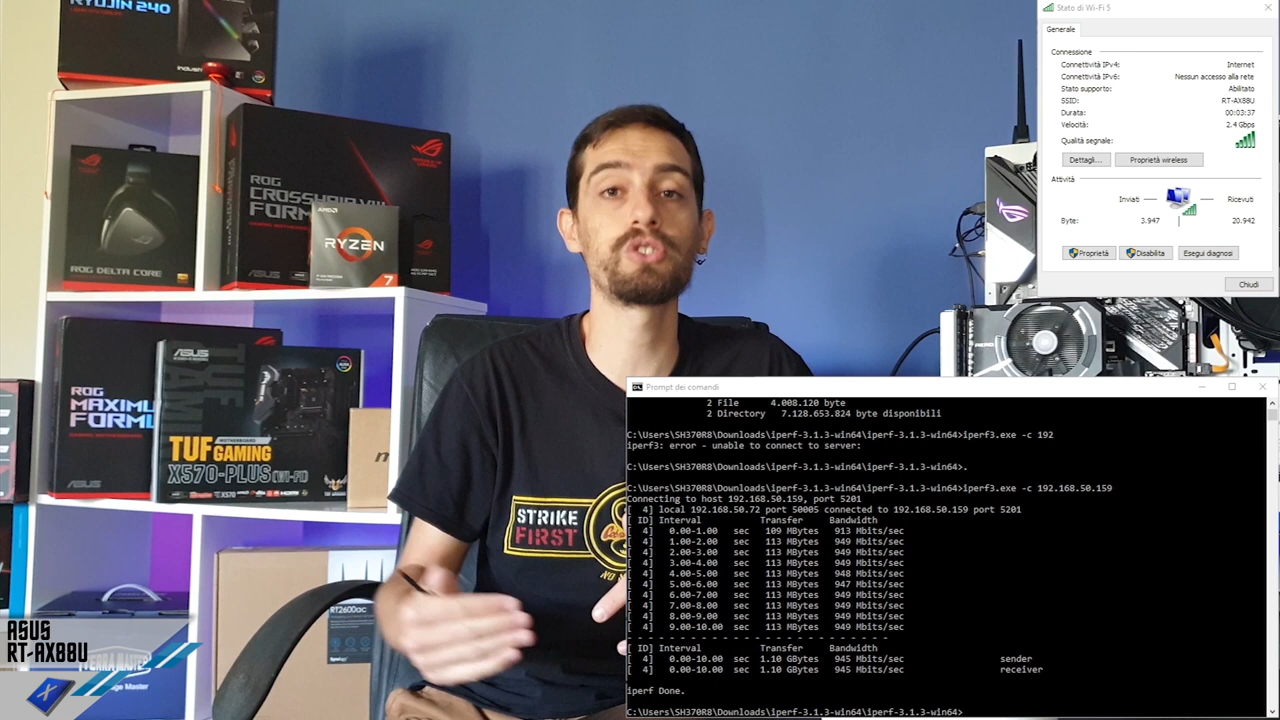 RYUJIN 240
Stato di Wi-Fi 5
Generale
Connessione
Connettività IPv4: Internet
Connettività IPv6: Nessun accesso alla rete
Stato supporto: Abilitato
SSID: RT-AX88U
Durata: 00:03:37
Velocità: 2.4 Gbps
Qualità segnale:
Dettagli... Proprietà wireless
Attività
Inviati — — Ricevuti
Byte: 3.947 | 20.942
Proprietà Disabilita Esegui diagnosi
Chiudi
ROG DELTA CORE
ROG
CROSSHAIR VIII
FORM
ASUS
AMD
RYZEN
7
ROG
MAXIMU
FORMUL
ASUS
ASUS
THE
TUF GAMING
MOTHERBOARD
X570-PLUS (WI-FI)
X570
HDMI
STRIKE
FIRST
NO
RT2600ac
Synology
ASUS
RT-AX88U
Prompt dei comandi
2 File 4.008.120 byte
2 Directory 7.128.653.824 byte disponibili
C:\Users\SH370R8\Downloads\iperf-3.1.3-win64\iperf-3.1.3-win64>iperf3.exe -c 192
iperf3: error - unable to connect to server:
C:\Users\SH370R8\Downloads\iperf-3.1.3-win64\iperf-3.1.3-win64>.
C:\Users\SH370R8\Downloads\iperf-3.1.3-win64\iperf-3.1.3-win64>iperf3.exe -c 192.168.50.159
Connecting to host 192.168.50.159, port 5201
[ 4] local 192.168.50.72 port 50005 connected to 192.168.50.159 port 5201
[ ID] Interval Transfer Bandwidth
[ 4] 0.00-1.00 sec 109 MBytes 913 Mbits/sec
[ 4] 1.00-2.00 sec 113 MBytes 949 Mbits/sec
[ 4] 2.00-3.00 sec 113 MBytes 949 Mbits/sec
[ 4] 3.00-4.00 sec 113 MBytes 949 Mbits/sec
[ 4] 4.00-5.00 sec 113 MBytes 948 Mbits/sec
[ 4] 5.00-6.00 sec 113 MBytes 947 Mbits/sec
[ 4] 6.00-7.00 sec 113 MBytes 949 Mbits/sec
[ 4] 7.00-8.00 sec 113 MBytes 949 Mbits/sec
[ 4] 8.00-9.00 sec 113 MBytes 949 Mbits/sec
[ 4] 9.00-10.00 sec 113 MBytes 949 Mbits/sec
- - - - - - - - - - - - - - - - - - - - - - - - -
[ ID] Interval Transfer Bandwidth
[ 4] 0.00-10.00 sec 1.10 GBytes 945 Mbits/sec sender
[ 4] 0.00-10.00 sec 1.10 GBytes 945 Mbits/sec receiver
iperf Done.
C:\Users\SH370R8\Downloads\iperf-3.1.3-win64\iperf-3.1.3-win64>